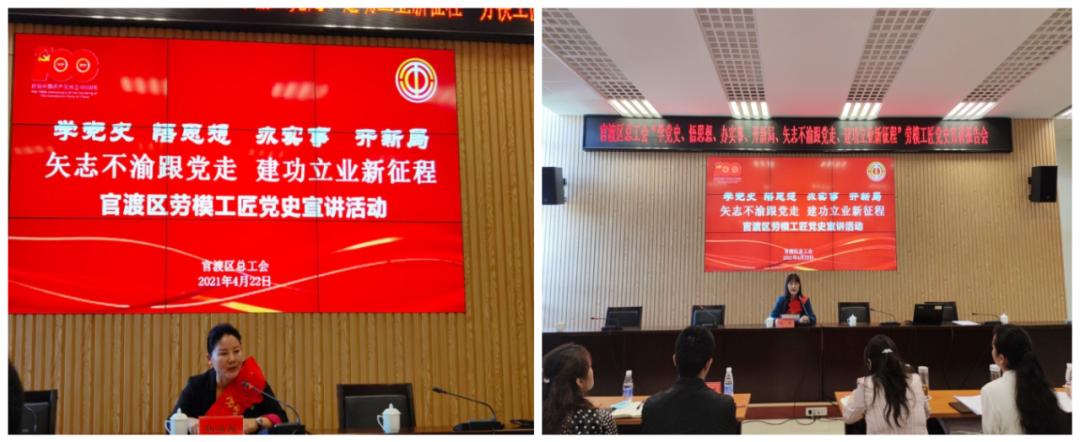 学党史 悟思想 办实事 开新局
矢志不渝跟党走 建功立业新征程
官渡区劳模工匠党史宣讲活动
官渡区总工会
2021年4月22日
官渡区总工会“学党史、悟思想、办实事、开新局、矢志不渝跟党走、建功立业新征程”劳模工匠党史宣讲报告会
学党史 悟思想 办实事 开新局
矢志不渝跟党走 建功立业新征程
官渡区劳模工匠党史宣讲活动
官渡区总工会
2021年4月22日